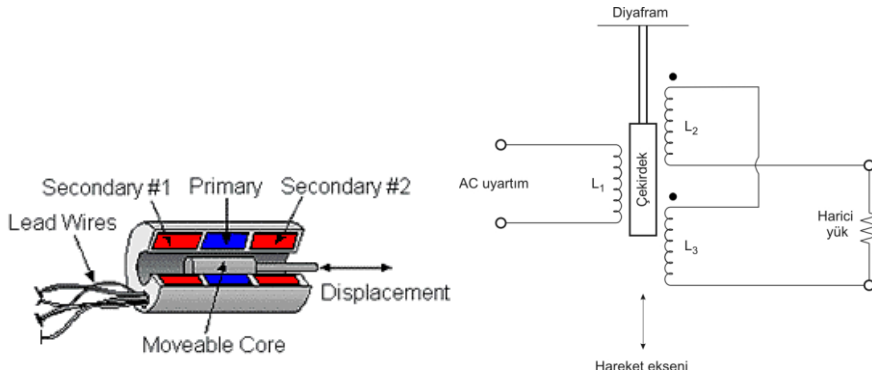 Secondary #1 Primary Secondary #2
Lead Wires
Displacement
Moveable Core
Diyafram
L2
AC uyartım
L1
Çekirdek
L3
Harici
yük
Hareket ekseni